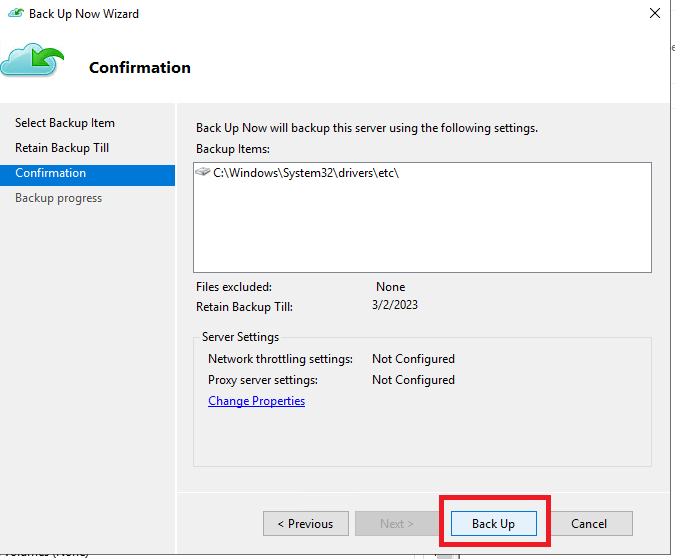 Back Up Now Wizard
Confirmation
Select Backup Item
Retain Backup Till
Confirmation
Backup progress
Back Up Now will backup this server using the following settings.
Backup Items:
C:\Windows\System32\drivers\etc\
Files excluded: None
Retain Backup Till: 3/2/2023
Server Settings
Network throttling settings: Not Configured
Proxy server settings: Not Configured
Change Properties
< Previous Next > Back Up Cancel